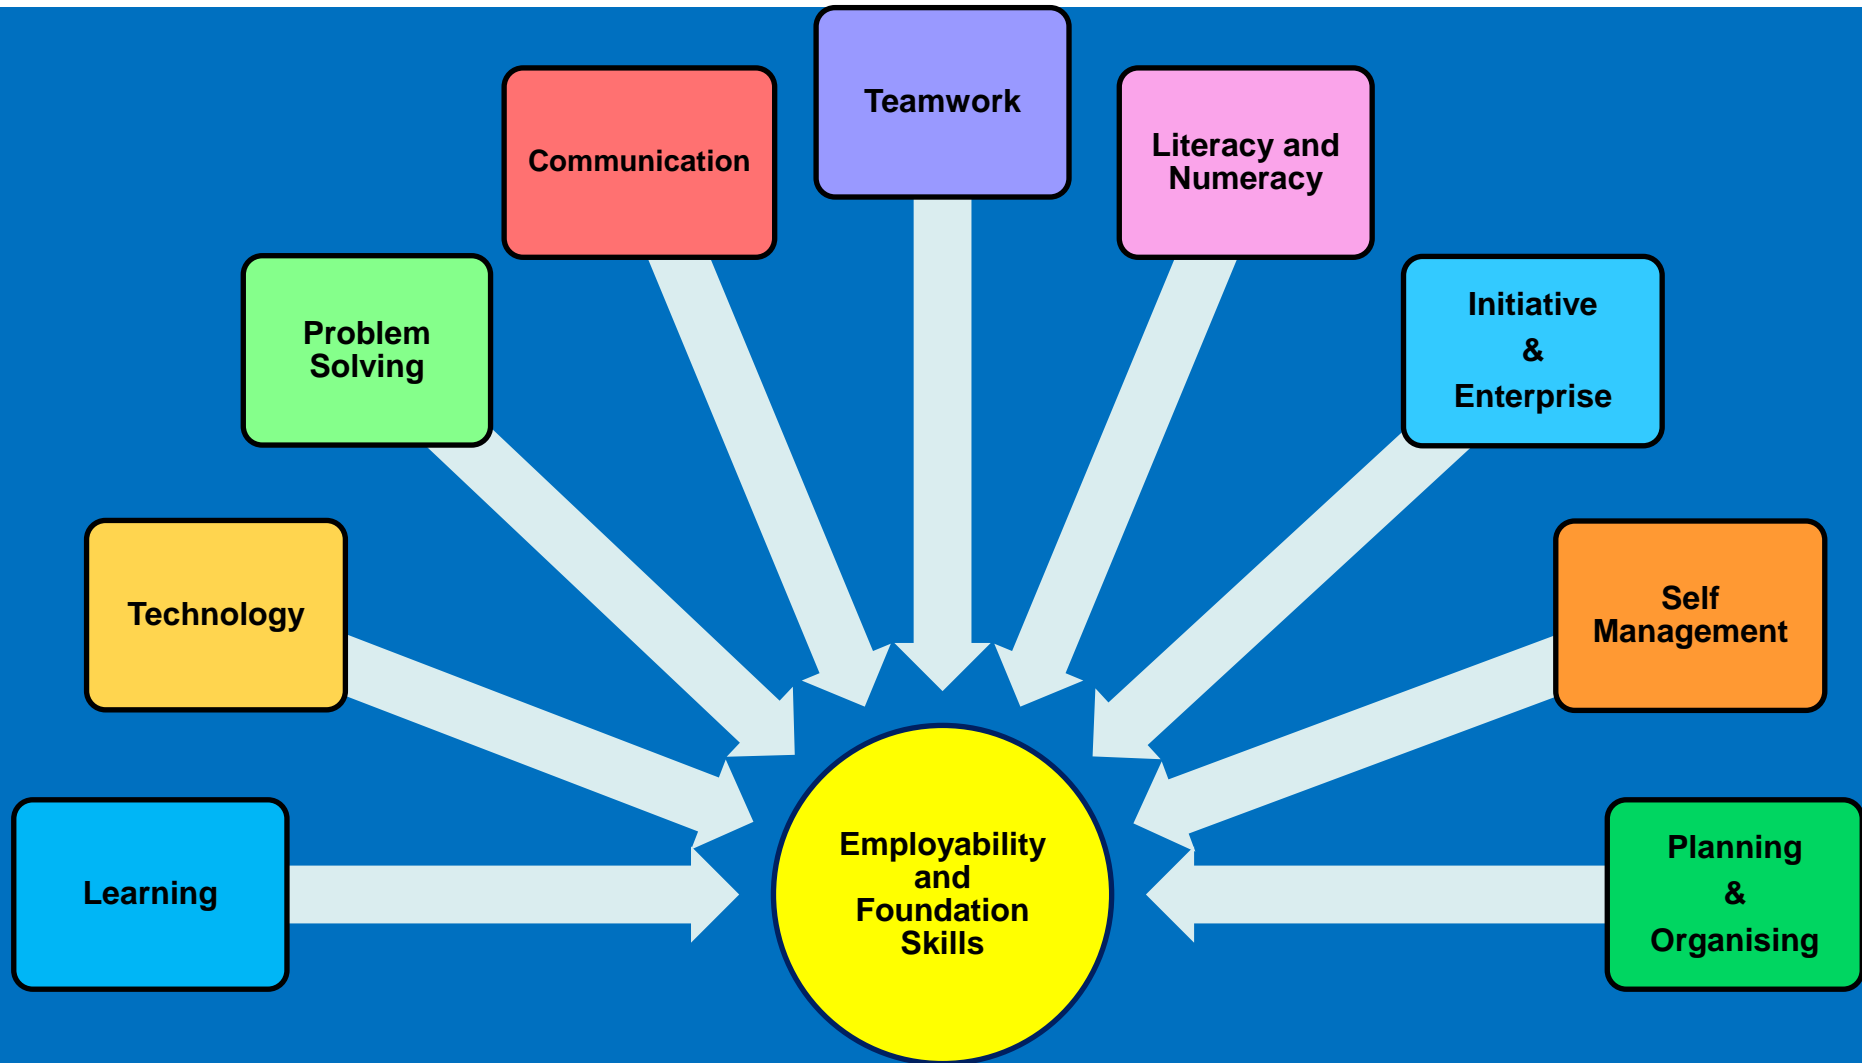 Teamwork
Communication
Literacy and
Numeracy
Problem
Solving
Initiative
&
Enterprise
Technology
Self
Management
Learning
Employability
and
Foundation
Skills
Planning
&
Organising